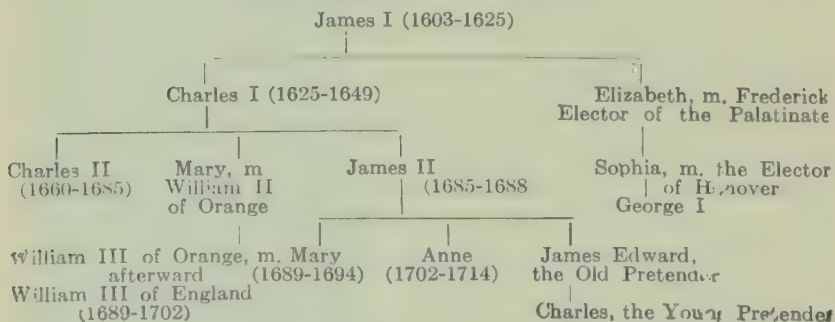 James I (1603-1625)
Charles I (1625-1649)
Elizabeth, m. Frederick
Elector of the Palatinate
Charles II
(1660-1685)
Mary, m
William II
of Orange
James II
(1685-1688
Sophia, m. the Elector
of Hanover
George I
William III of Orange, m. Mary
afterward (1689-1694)
William III of England
(1689-1702)
Anne
(1702-1714)
James Edward,
the Old Pretender
Charles, the Young Pretender